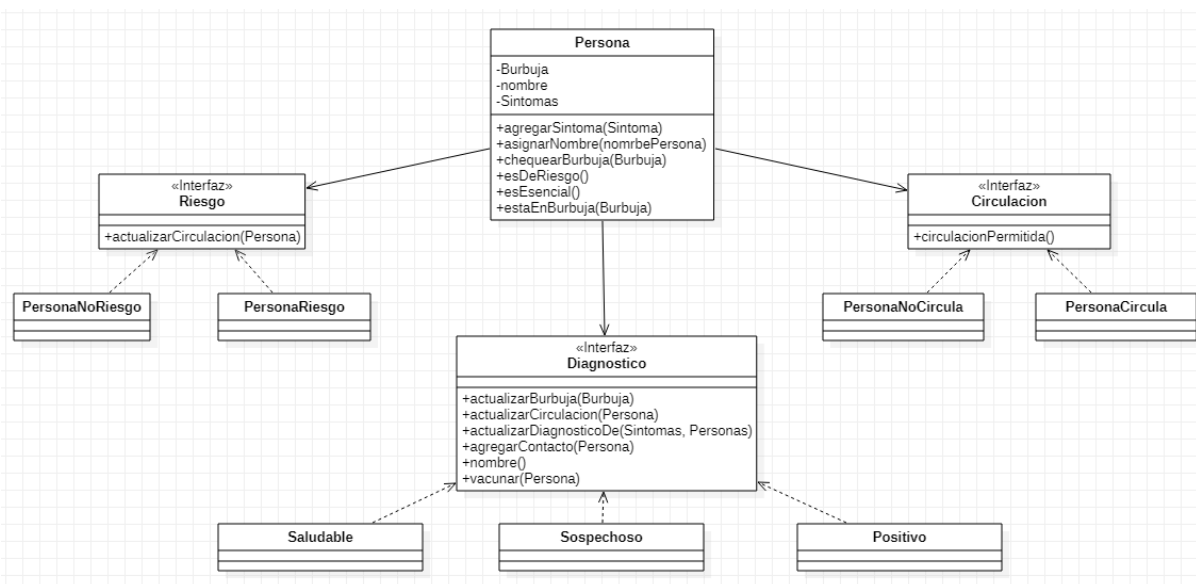 Persona
-Burbuja
-nombre
-Sintomas
+agregarSintoma(Sintoma)
+asignarNombre(nomrbePersona)
+chequearBurbuja(Burbuja)
+esDeRiesgo()
+esEsencial()
+estaEnBurbuja(Burbuja)
«Interfaz»
Riesgo
+actualizarCirculacion(Persona)
«Interfaz»
Circulacion
+circulacionPermitida()
PersonaNoRiesgo
PersonaRiesgo
PersonaNoCircula
PersonaCircula
«Interfaz»
Diagnostico
+actualizarBurbuja(Burbuja)
+actualizarCirculacion(Persona)
+actualizarDiagnosticoDe(Sintomas, Personas)
+agregarContacto(Persona)
+nombre()
+vacunar(Persona)
Saludable
Sospechoso
Positivo